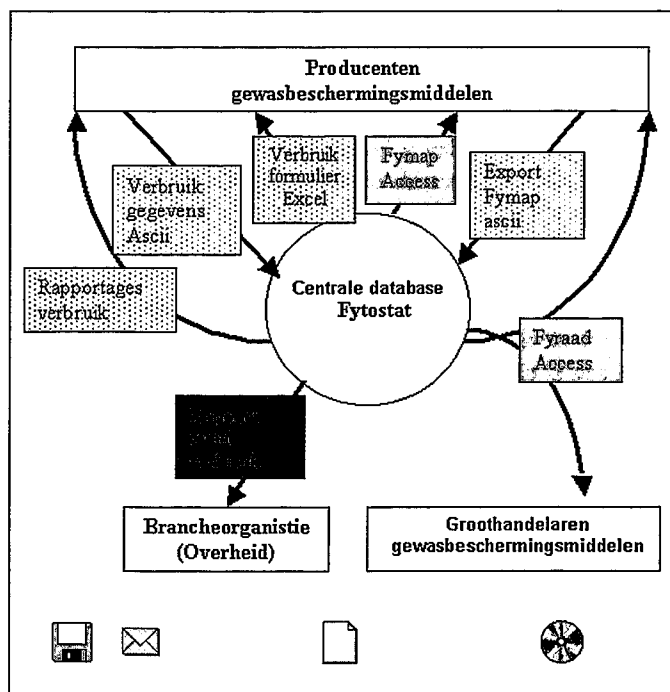 Producenten
gewasbeschermingsmiddelen
Verbruik
gegevens
Ascii
Verbruik
formulier
Excel
Fymap
Access
Export
Fymap
ascii
Rapportages
verbruik
Centrale database
Fytostat
Fyraad
Access
Brancheorganistie
(Overheid)
Groothandelaren
gewasbeschermingsmiddelen